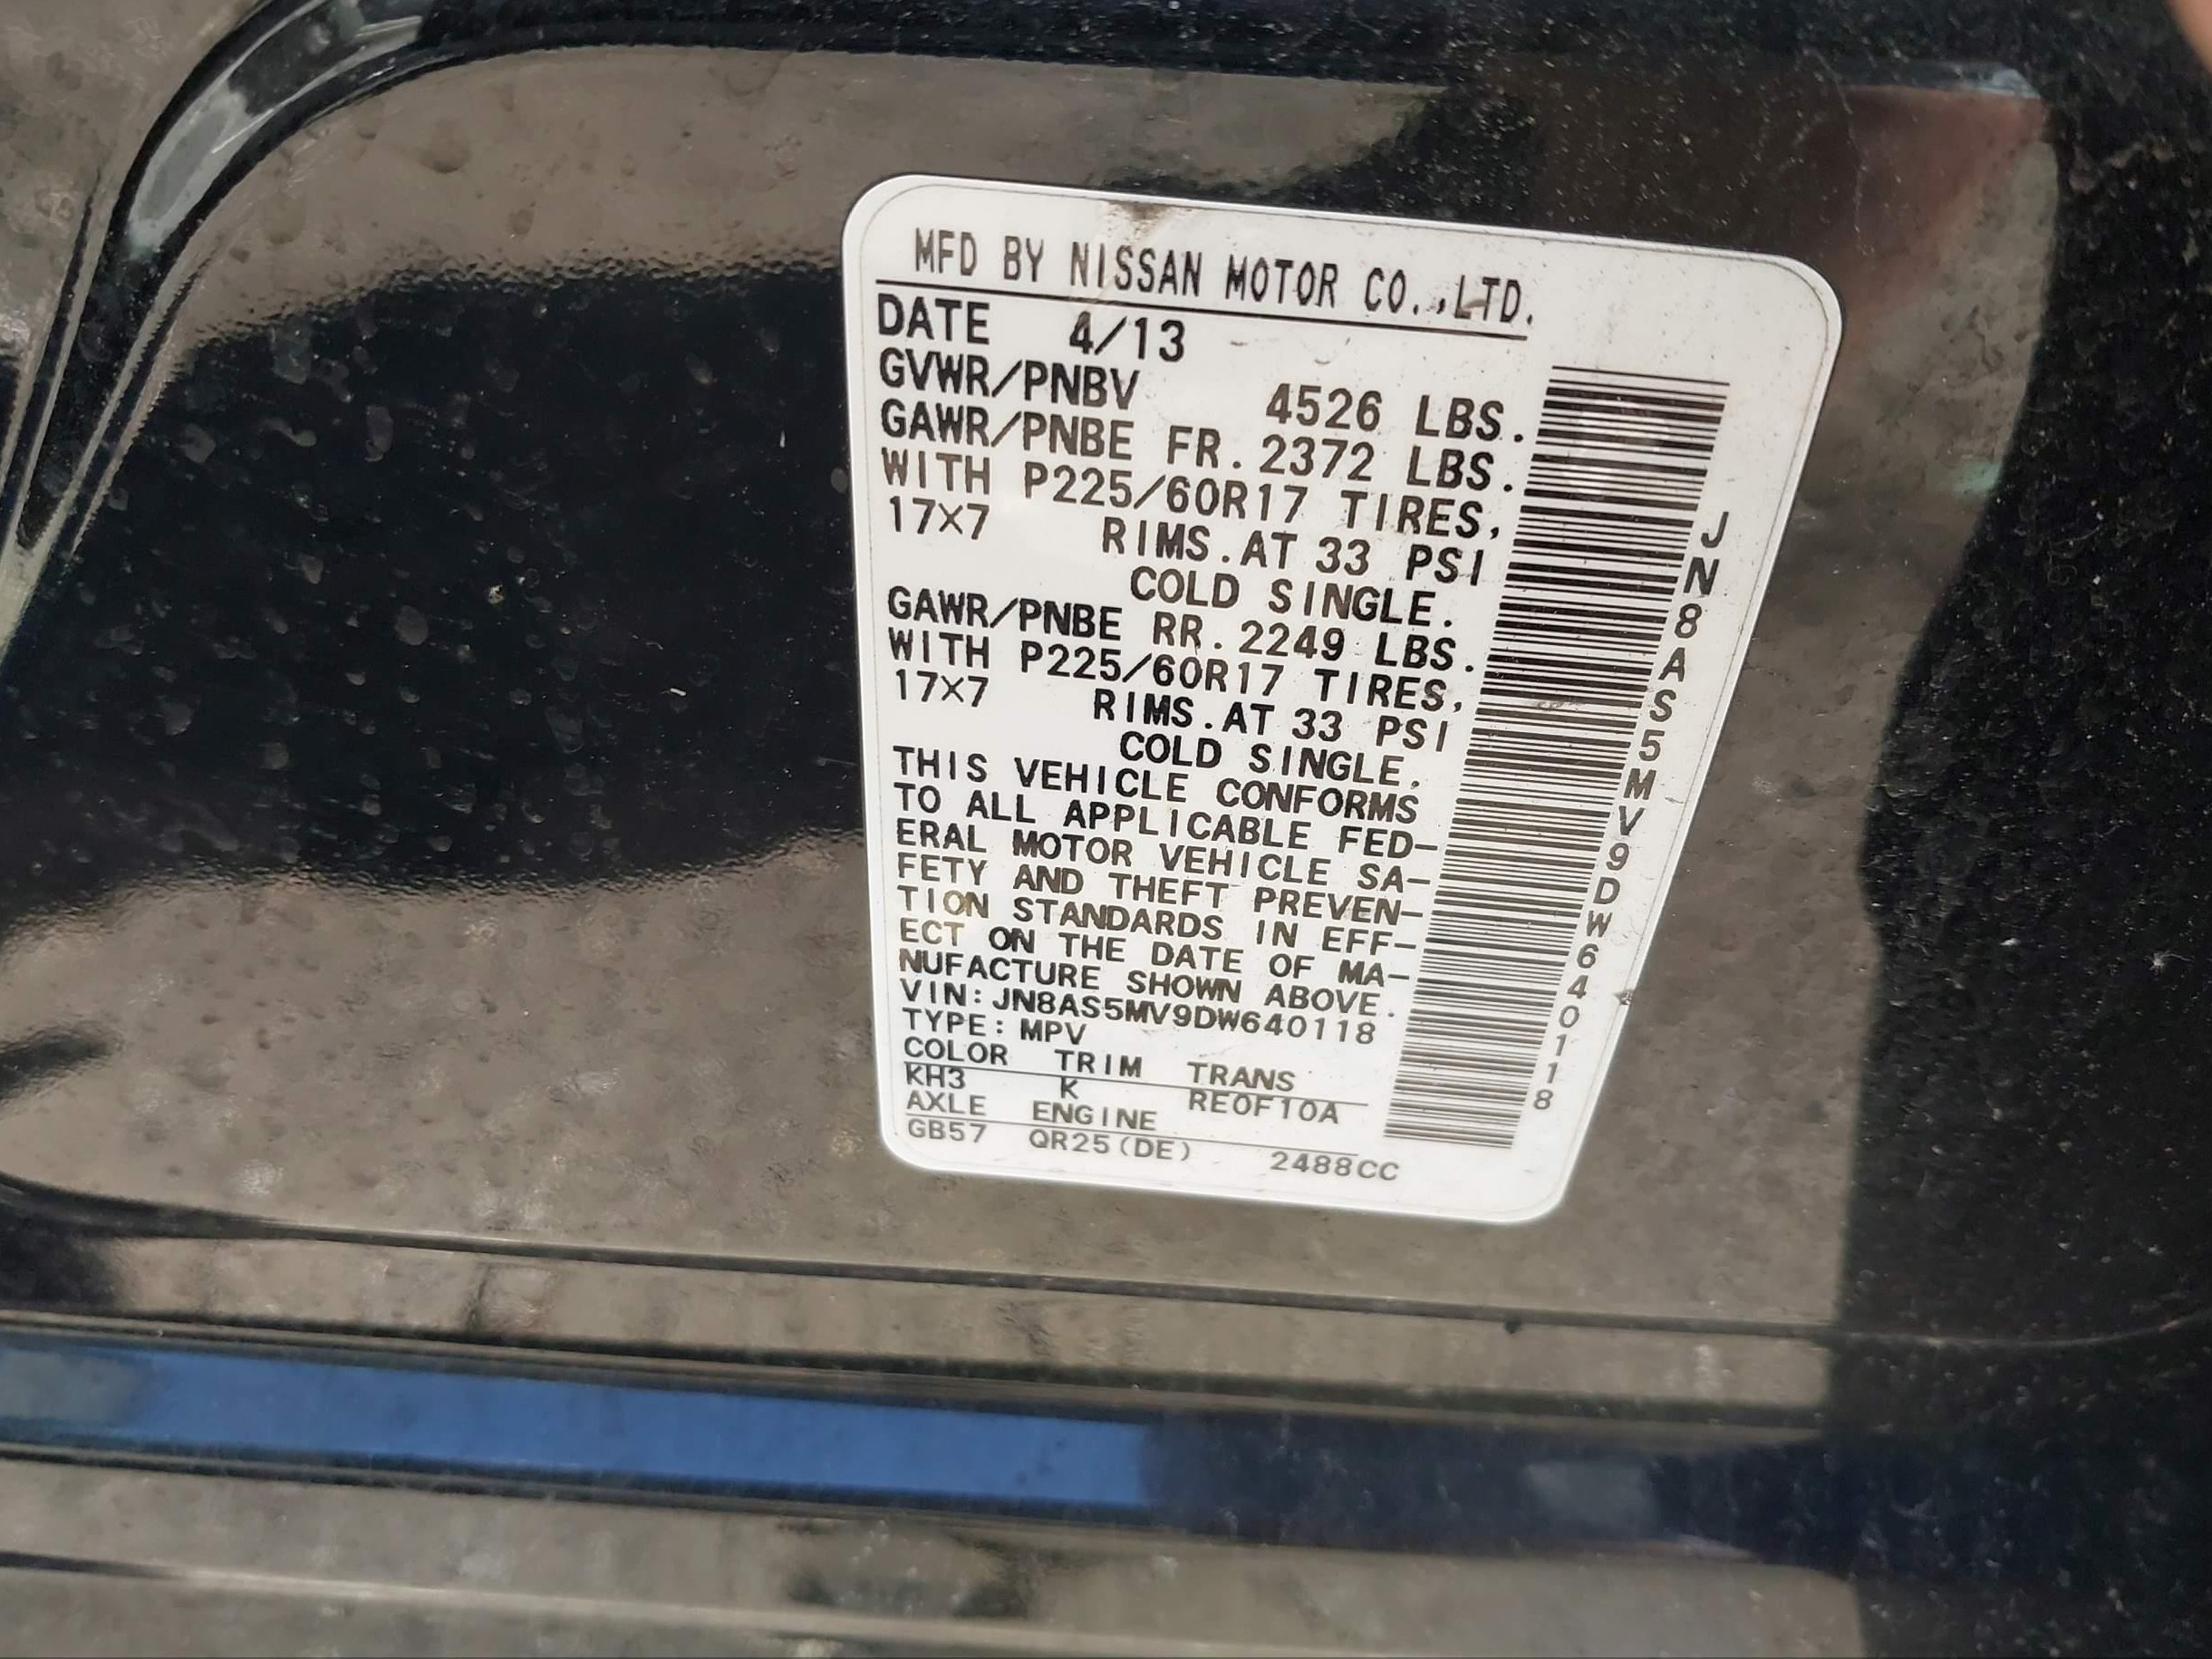 MFD BY NISSAN MOTOR CO.,LTD.
DATE 4/13
GVWR/PNBV 4526 LBS.
GAWR/PNBE FR. 2372 LBS.
WITH P225/60R17 TIRES,
17X7 RIMS.AT 33 PSI
COLD SINGLE.
GAWR/PNBE RR. 2249 LBS.
WITH P225/60R17 TIRES,
17X7 RIMS.AT 33 PSI
COLD SINGLE.
THIS VEHICLE CONFORMS
TO ALL APPLICABLE FED-
ERAL MOTOR VEHICLE SA-
FETY AND THEFT PREVEN-
TION STANDARDS IN EFF-
ECT ON THE DATE OF MA-
NUFACTURE SHOWN ABOVE.
VIN: JN8AS5MV9DW640118
TYPE: MPV
COLOR TRIM TRANS
KH3 K RE0F10A
AXLE ENGINE
GB57 QR25(DE) 2488CC
JN8AS5MV9DW640118